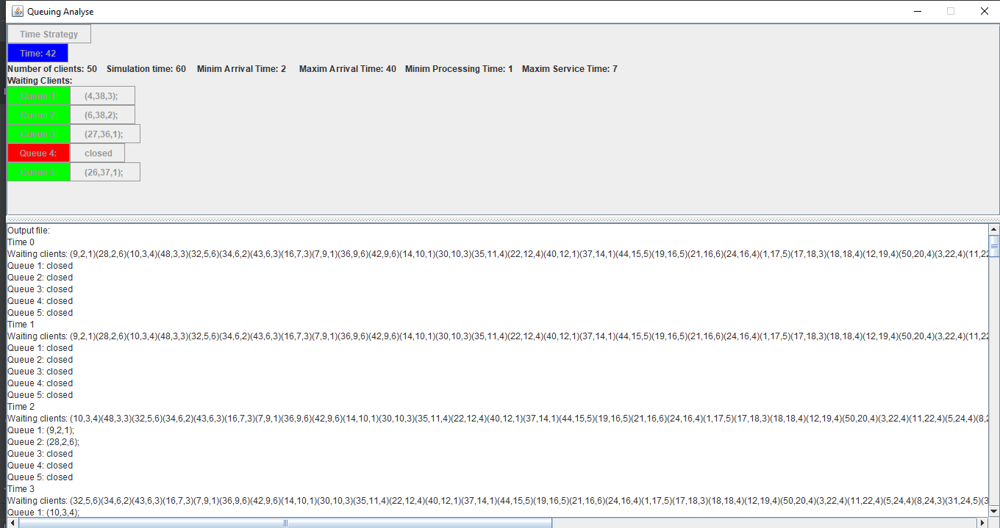 Queuing Analyse
Time Strategy
Time: 42
Number of clients: 50 Simulation time: 60 Minim Arrival Time: 2 Maxim Arrival Time: 40 Minim Processing Time: 1 Maxim Service Time: 7
Waiting Clients:
Queue 1: (4,38,3);
Queue 2: (6,38,2);
Queue 3: (27,36,1);
Queue 4: closed
Queue 5: (26,37,1);
Output file:
Time 0
Waiting clients: (9,2,1)(28,2,6)(10,3,4)(48,3,3)(32,5,6)(34,6,2)(43,6,3)(16,7,3)(7,9,1)(36,9,6)(42,9,6)(14,10,1)(30,10,3)(35,11,4)(22,12,4)(40,12,1)(37,14,1)(44,15,5)(19,16,5)(21,16,6)(24,16,4)(1,17,5)(17,18,3)(18,18,4)(12,19,4)(50,20,4)(3,22,4)(11,22
Queue 1: closed
Queue 2: closed
Queue 3: closed
Queue 4: closed
Queue 5: closed
Time 1
Waiting clients: (9,2,1)(28,2,6)(10,3,4)(48,3,3)(32,5,6)(34,6,2)(43,6,3)(16,7,3)(7,9,1)(36,9,6)(42,9,6)(14,10,1)(30,10,3)(35,11,4)(22,12,4)(40,12,1)(37,14,1)(44,15,5)(19,16,5)(21,16,6)(24,16,4)(1,17,5)(17,18,3)(18,18,4)(12,19,4)(50,20,4)(3,22,4)(11,22
Queue 1: closed
Queue 2: closed
Queue 3: closed
Queue 4: closed
Queue 5: closed
Time 2
Waiting clients: (10,3,4)(48,3,3)(32,5,6)(34,6,2)(43,6,3)(16,7,3)(7,9,1)(36,9,6)(42,9,6)(14,10,1)(30,10,3)(35,11,4)(22,12,4)(40,12,1)(37,14,1)(44,15,5)(19,16,5)(21,16,6)(24,16,4)(1,17,5)(17,18,3)(18,18,4)(12,19,4)(50,20,4)(3,22,4)(11,22,4)(5,24,4)(8,2
Queue 1: (9,2,1);
Queue 2: (28,2,6);
Queue 3: closed
Queue 4: closed
Queue 5: closed
Time 3
Waiting clients: (32,5,6)(34,6,2)(43,6,3)(16,7,3)(7,9,1)(36,9,6)(42,9,6)(14,10,1)(30,10,3)(35,11,4)(22,12,4)(40,12,1)(37,14,1)(44,15,5)(19,16,5)(21,16,6)(24,16,4)(1,17,5)(17,18,3)(18,18,4)(12,19,4)(50,20,4)(3,22,4)(11,22,4)(5,24,4)(8,24,3)(31,24,5)(3
Queue 1: (10,3,4);